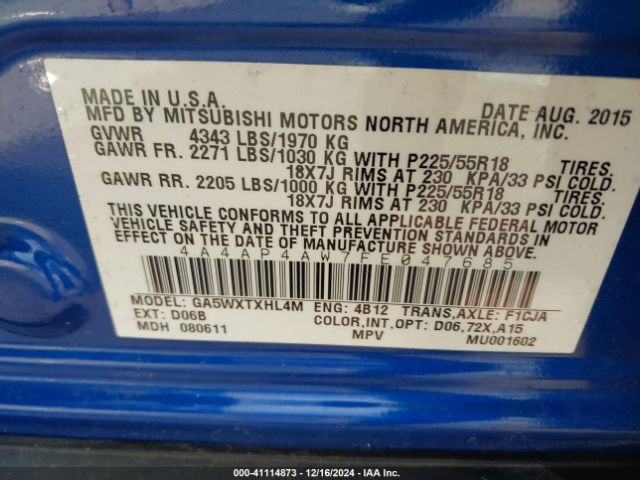 MADE IN U.S.A. DATE AUG. 2015
MFD BY MITSUBISHI MOTORS NORTH AMERICA, INC.
GVWR 4343 LBS/1970 KG
GAWR FR. 2271 LBS/1030 KG WITH P225/55R18 TIRES.
18X7J RIMS AT 230 KPA/33 PSI COLD.
GAWR RR. 2205 LBS/1000 KG WITH P225/55R18 TIRES.
18X7J RIMS AT 230 KPA/33 PSI COLD.
THIS VEHICLE CONFORMS TO ALL APPLICABLE FEDERAL MOTOR
VEHICLE SAFETY AND THEFT PREVENTION STANDARDS IN
EFFECT ON THE DATE OF MANUFACTURE SHOWN ABOVE.
4A4AP4AW7FE047685
MODEL: GA5WXTXHL4M ENG: 4B12 TRANS,AXLE: F1CJA
EXT: D06B COLOR,INT,OPT: D06,72X,A15
MDH 080611 MPV MU001602
000-41114873 - 12/16/2024 - IAA Inc.